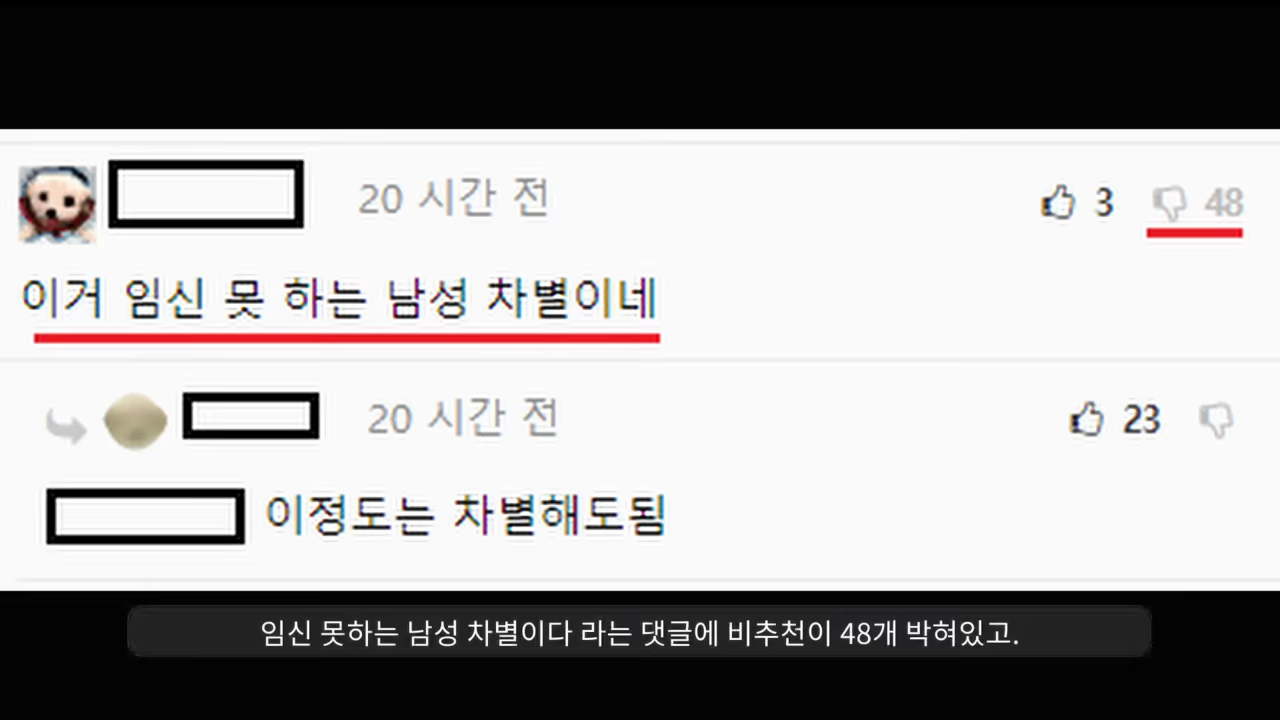 20 시간 전
3
48
이거 임신 못 하는 남성 차별이네
20 시간 전
23
이정도는 차별해도됨
임신 못하는 남성 차별이다 라는 댓글에 비추천이 48개 박혀있고.